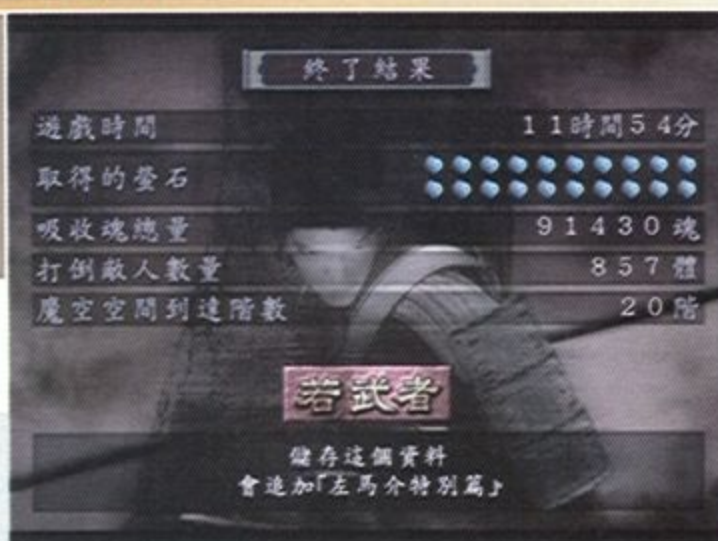 終了結果
遊戲時間 11時間54分
取得的螢石
吸收魂總量 91430魂
打倒敵人數量 857體
魔空空間到達階數 20階
若武者
儲存這個資料
會追加「左馬介特別篇」